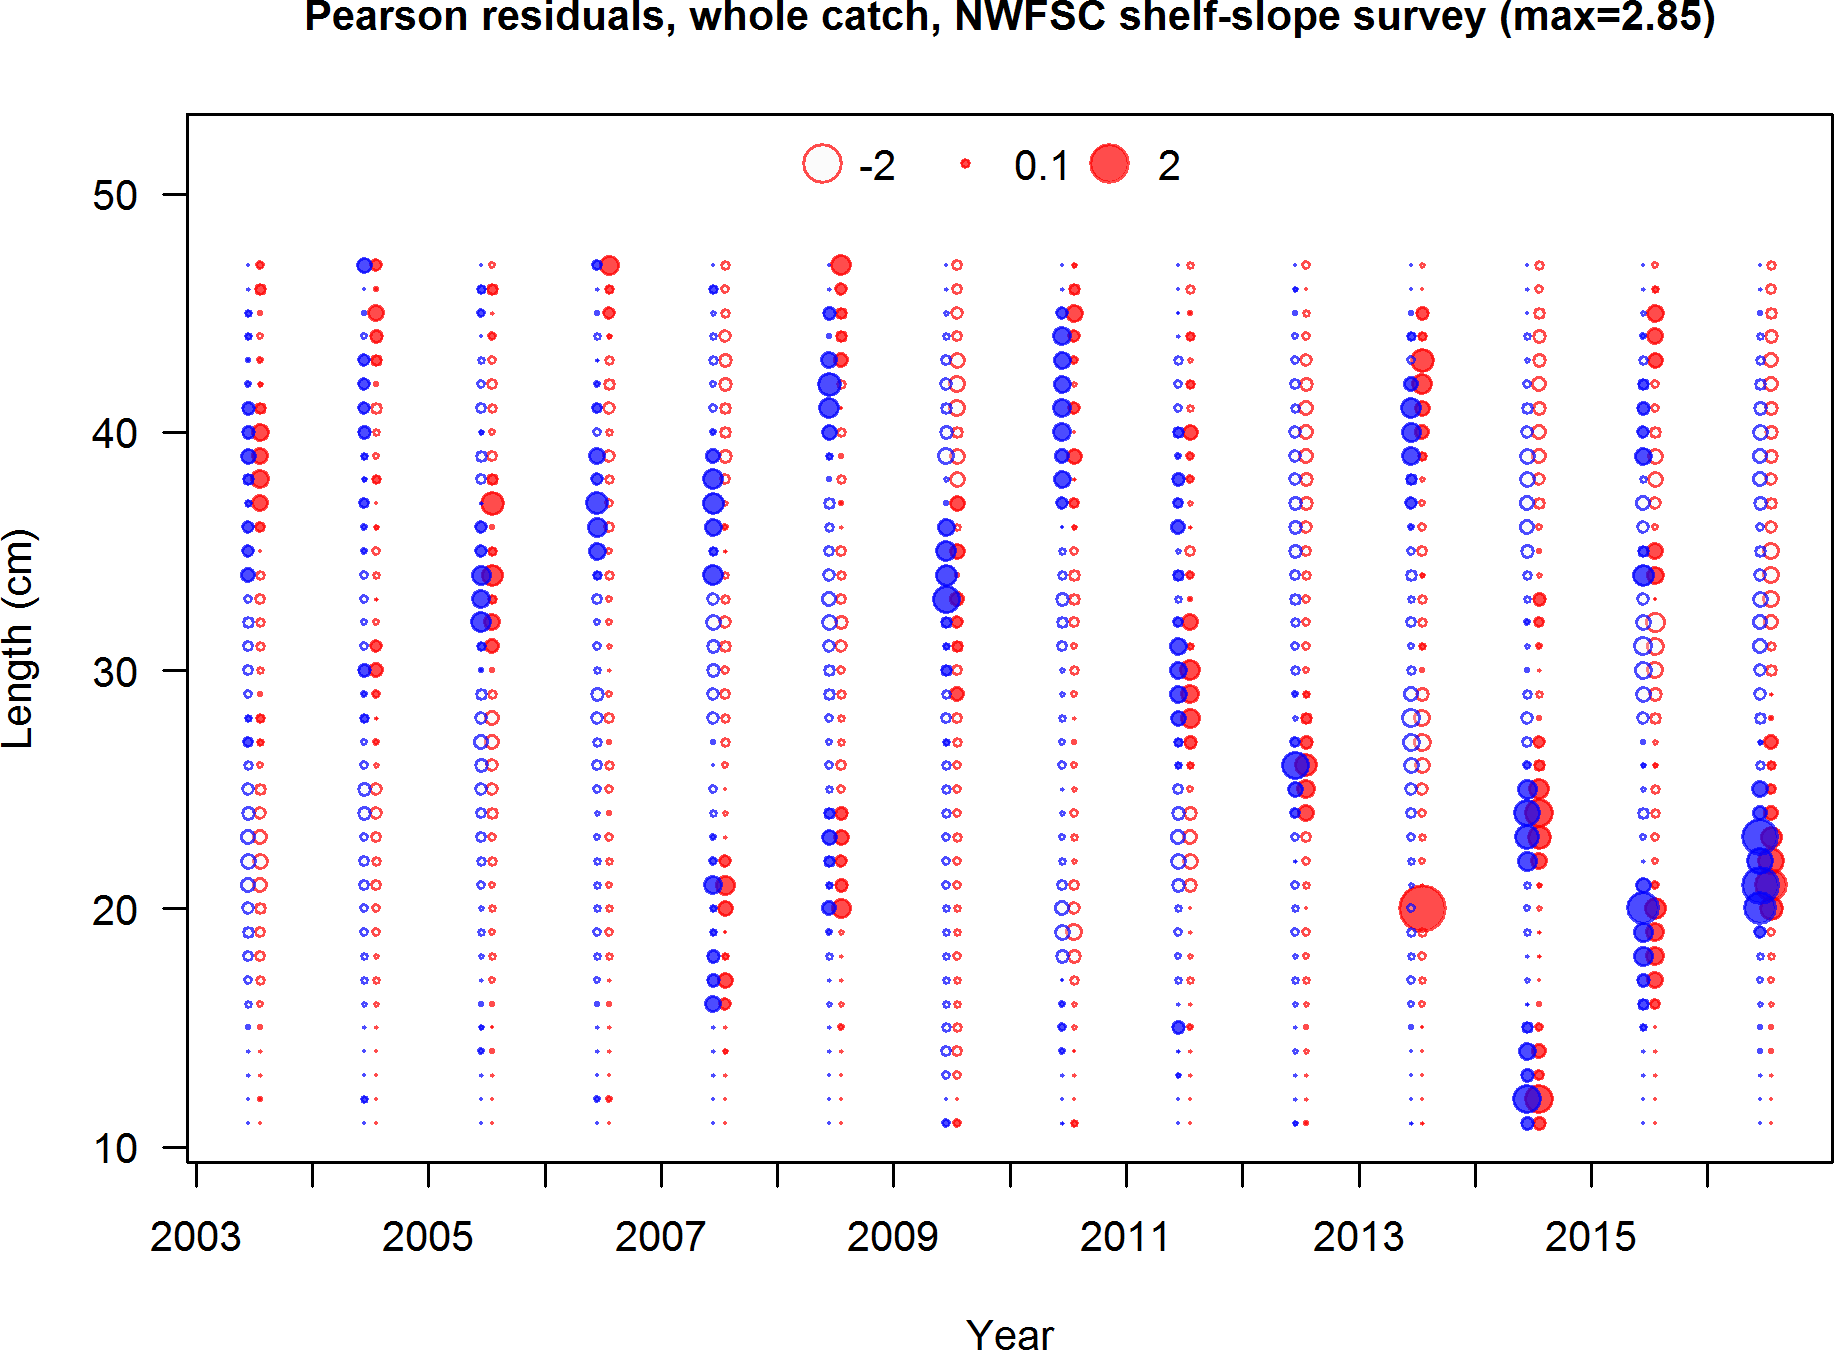 Pearson residuals, whole catch, NWFSC shelf-slope survey (max=2.85)
-2 0.1 2
50
40
30
20
10
Length (cm)
2003 2005 2007 2009 2011 2013 2015
Year